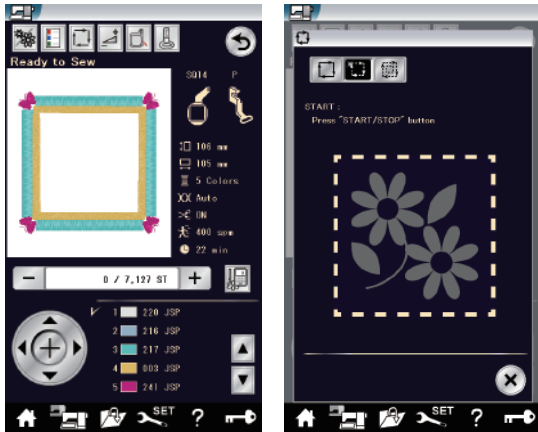 Ready to Sew
SQ14 P
106 mm
105 mm
5 Colors
Auto
ON
400 spm
22 min
− 0 / 7,127 ST +
1 220 JSP
2 216 JSP
3 217 JSP
4 003 JSP
5 241 JSP
SET ?
START :
Press "START/STOP" button
SET ?